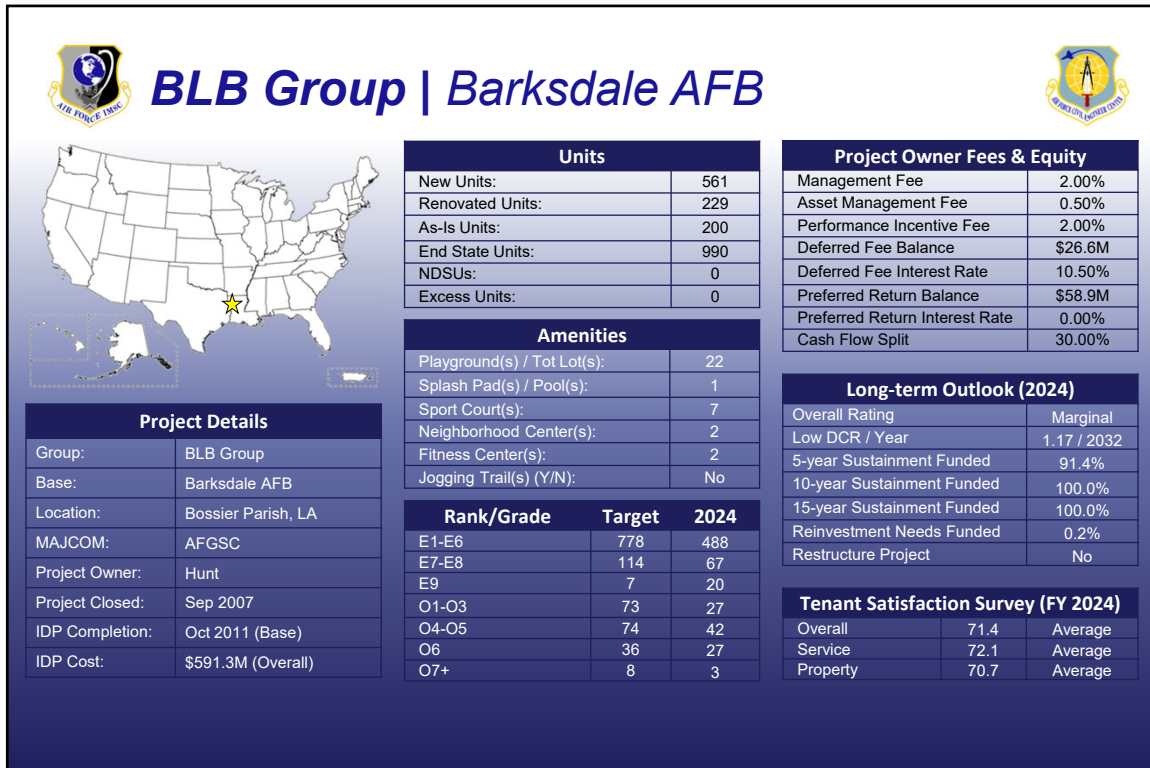 BLB Group | Barksdale AFB
AIR FORCE IMSC
AIR FORCE CIVIL ENGINEER CENTER
Project Details
Group: BLB Group
Base: Barksdale AFB
Location: Bossier Parish, LA
MAJCOM: AFGSC
Project Owner: Hunt
Project Closed: Sep 2007
IDP Completion: Oct 2011 (Base)
IDP Cost: $591.3M (Overall)
Units
New Units: 561
Renovated Units: 229
As-Is Units: 200
End State Units: 990
NDSUs: 0
Excess Units: 0
Amenities
Playground(s) / Tot Lot(s): 22
Splash Pad(s) / Pool(s): 1
Sport Court(s): 7
Neighborhood Center(s): 2
Fitness Center(s): 2
Jogging Trail(s) (Y/N): No
Rank/Grade Target 2024
E1-E6 778 488
E7-E8 114 67
E9 7 20
O1-O3 73 27
O4-O5 74 42
O6 36 27
O7+ 8 3
Project Owner Fees & Equity
Management Fee 2.00%
Asset Management Fee 0.50%
Performance Incentive Fee 2.00%
Deferred Fee Balance $26.6M
Deferred Fee Interest Rate 10.50%
Preferred Return Balance $58.9M
Preferred Return Interest Rate 0.00%
Cash Flow Split 30.00%
Long-term Outlook (2024)
Overall Rating Marginal
Low DCR / Year 1.17 / 2032
5-year Sustainment Funded 91.4%
10-year Sustainment Funded 100.0%
15-year Sustainment Funded 100.0%
Reinvestment Needs Funded 0.2%
Restructure Project No
Tenant Satisfaction Survey (FY 2024)
Overall 71.4 Average
Service 72.1 Average
Property 70.7 Average